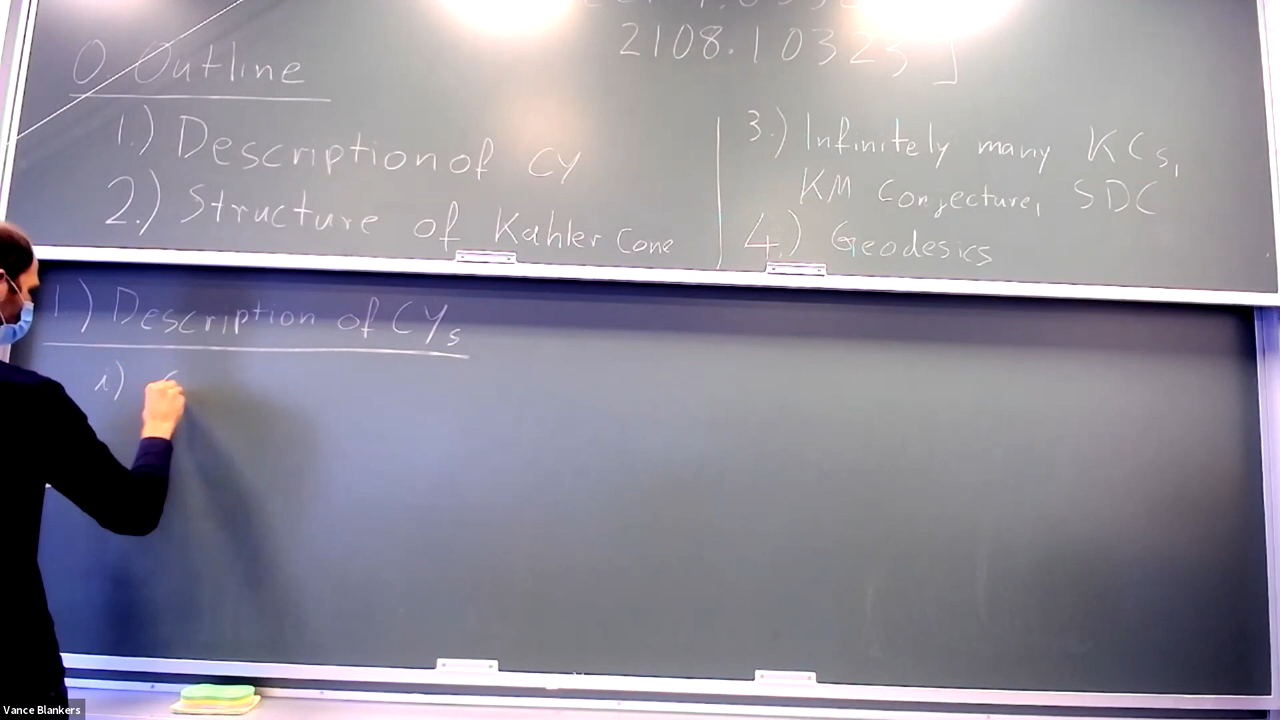 2108.10323]
0. Outline
1.) Description of CY
2.) Structure of Kahler Cone
3.) Infinitely many KCs,
KM Conjecture, SDC
4.) Geodesics
1) Description of CYs
i)
Vance Blankers